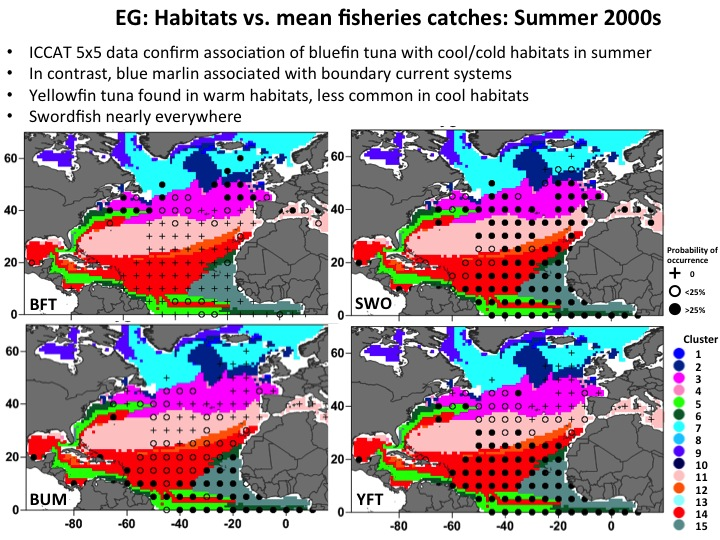 EG: Habitats vs. mean fisheries catches: Summer 2000s
• ICCAT 5x5 data confirm association of bluefin tuna with cool/cold habitats in summer
• In contrast, blue marlin associated with boundary current systems
• Yellowfin tuna found in warm habitats, less common in cool habitats
• Swordfish nearly everywhere
60
40
20
0
BFT
60
40
20
0
SWO
Probability of
occurrence
0
<25%
>25%
60
40
20
0
BUM
-80 -60 -40 -20 0
60
40
20
0
YFT
-80 -60 -40 -20 0
Cluster
1
2
3
4
5
6
7
8
9
10
11
12
13
14
15